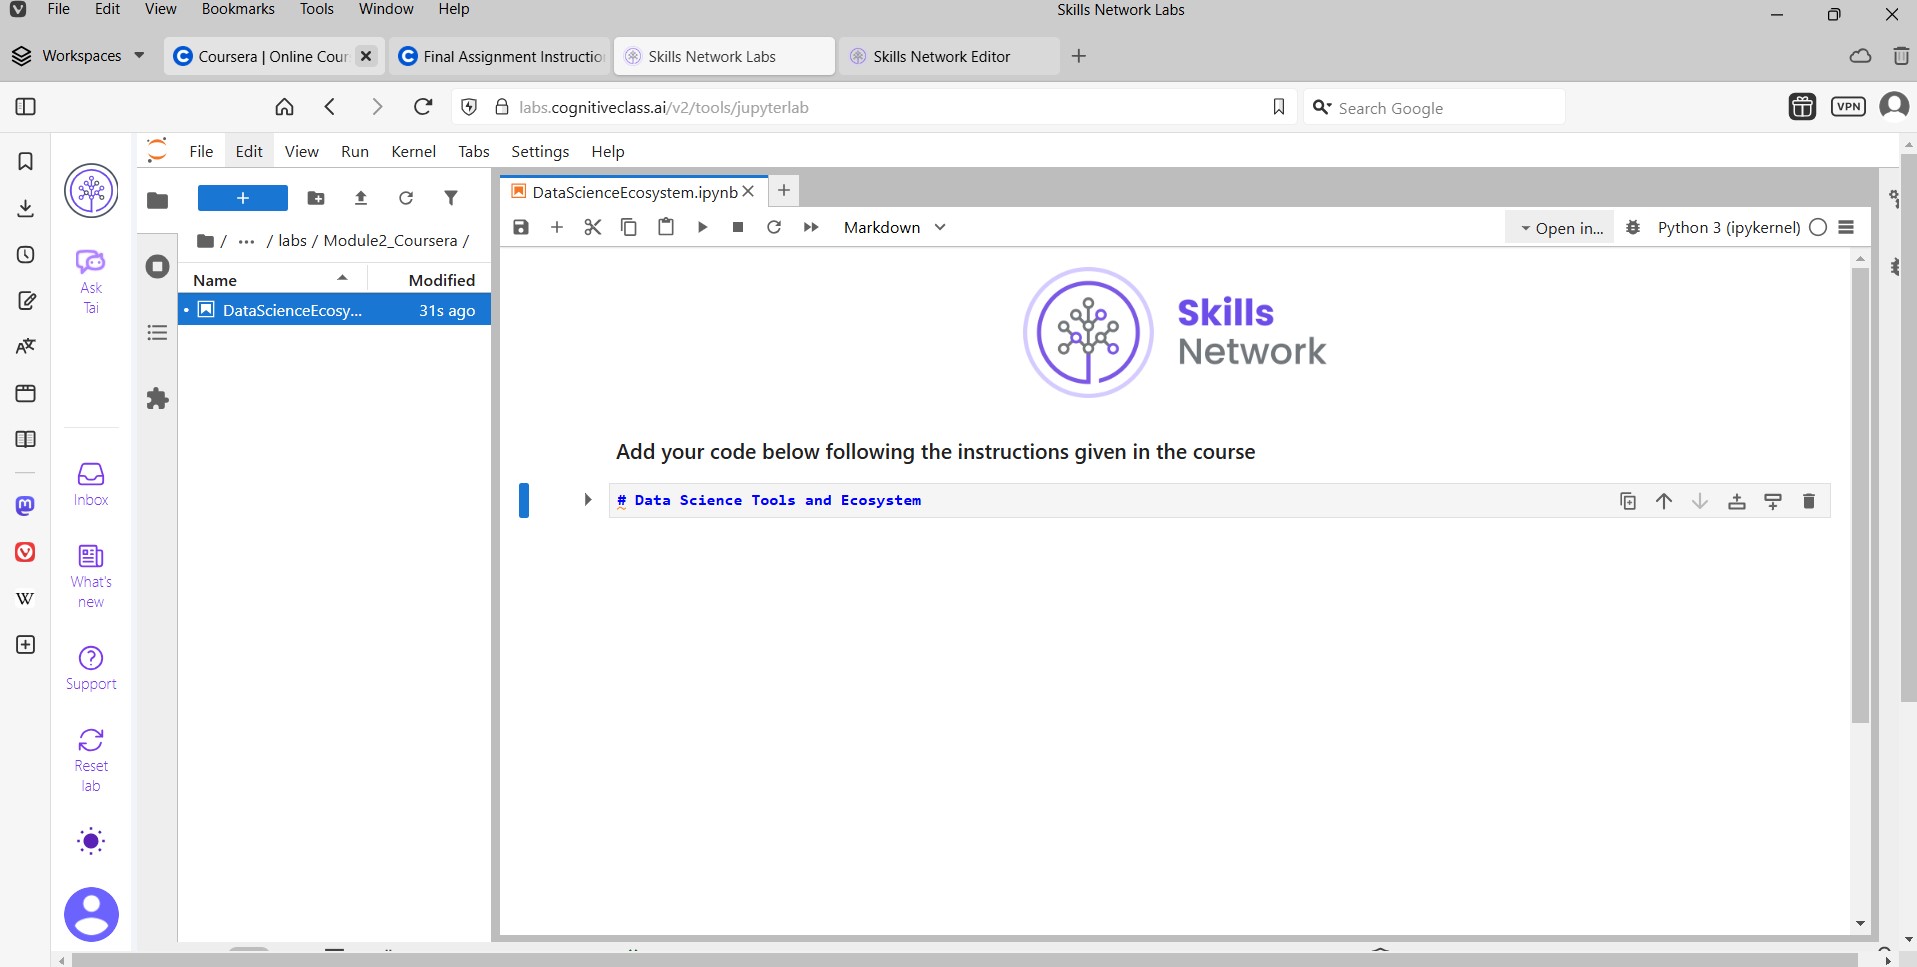 File Edit View Bookmarks Tools Window Help
Skills Network Labs
Workspaces
Coursera | Online Cour
Final Assignment Instructio
Skills Network Labs
Skills Network Editor
labs.cognitiveclass.ai/v2/tools/jupyterlab
Search Google
VPN
File Edit View Run Kernel Tabs Settings Help
DataScienceEcosystem.ipynb
Markdown
Open in...
Python 3 (ipykernel)
/ ... / labs / Module2_Coursera /
Name Modified
DataScienceEcosy... 31s ago
Ask
Tai
Inbox
What's
new
Support
Reset
lab
W
Skills
Network
Add your code below following the instructions given in the course
# Data Science Tools and Ecosystem